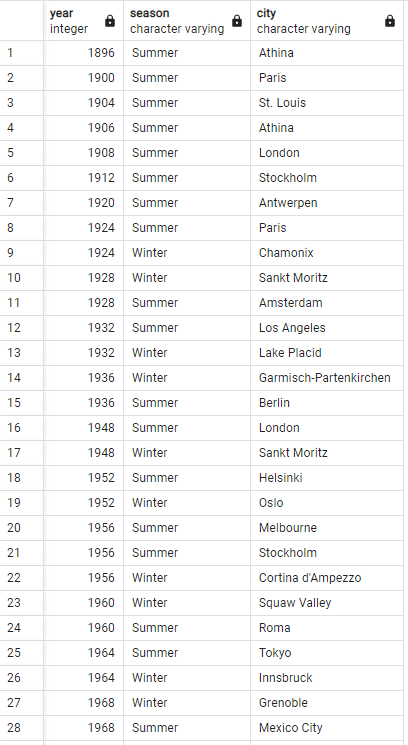 year season city
integer character varying character varying
1 1896 Summer Athina
2 1900 Summer Paris
3 1904 Summer St. Louis
4 1906 Summer Athina
5 1908 Summer London
6 1912 Summer Stockholm
7 1920 Summer Antwerpen
8 1924 Summer Paris
9 1924 Winter Chamonix
10 1928 Winter Sankt Moritz
11 1928 Summer Amsterdam
12 1932 Summer Los Angeles
13 1932 Winter Lake Placid
14 1936 Winter Garmisch-Partenkirchen
15 1936 Summer Berlin
16 1948 Summer London
17 1948 Winter Sankt Moritz
18 1952 Summer Helsinki
19 1952 Winter Oslo
20 1956 Summer Melbourne
21 1956 Summer Stockholm
22 1956 Winter Cortina d'Ampezzo
23 1960 Winter Squaw Valley
24 1960 Summer Roma
25 1964 Summer Tokyo
26 1964 Winter Innsbruck
27 1968 Winter Grenoble
28 1968 Summer Mexico City